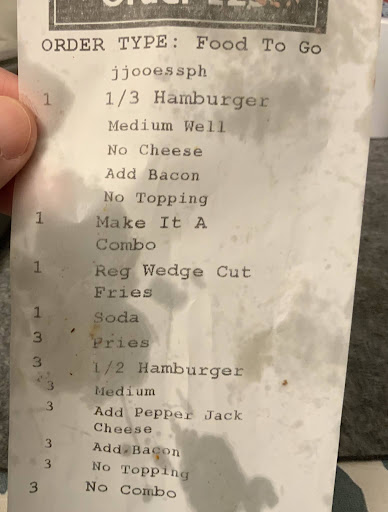 Order
ORDER TYPE: Food To Go
jjooessph
1 1/3 Hamburger
Medium Well
No Cheese
Add Bacon
No Topping
1 Make It A
Combo
1 Reg Wedge Cut
Fries
1 Soda
3 Fries
3 1/2 Hamburger
3 Medium
3 Add Pepper Jack
Cheese
3 Add Bacon
3 No Topping
3 No Combo